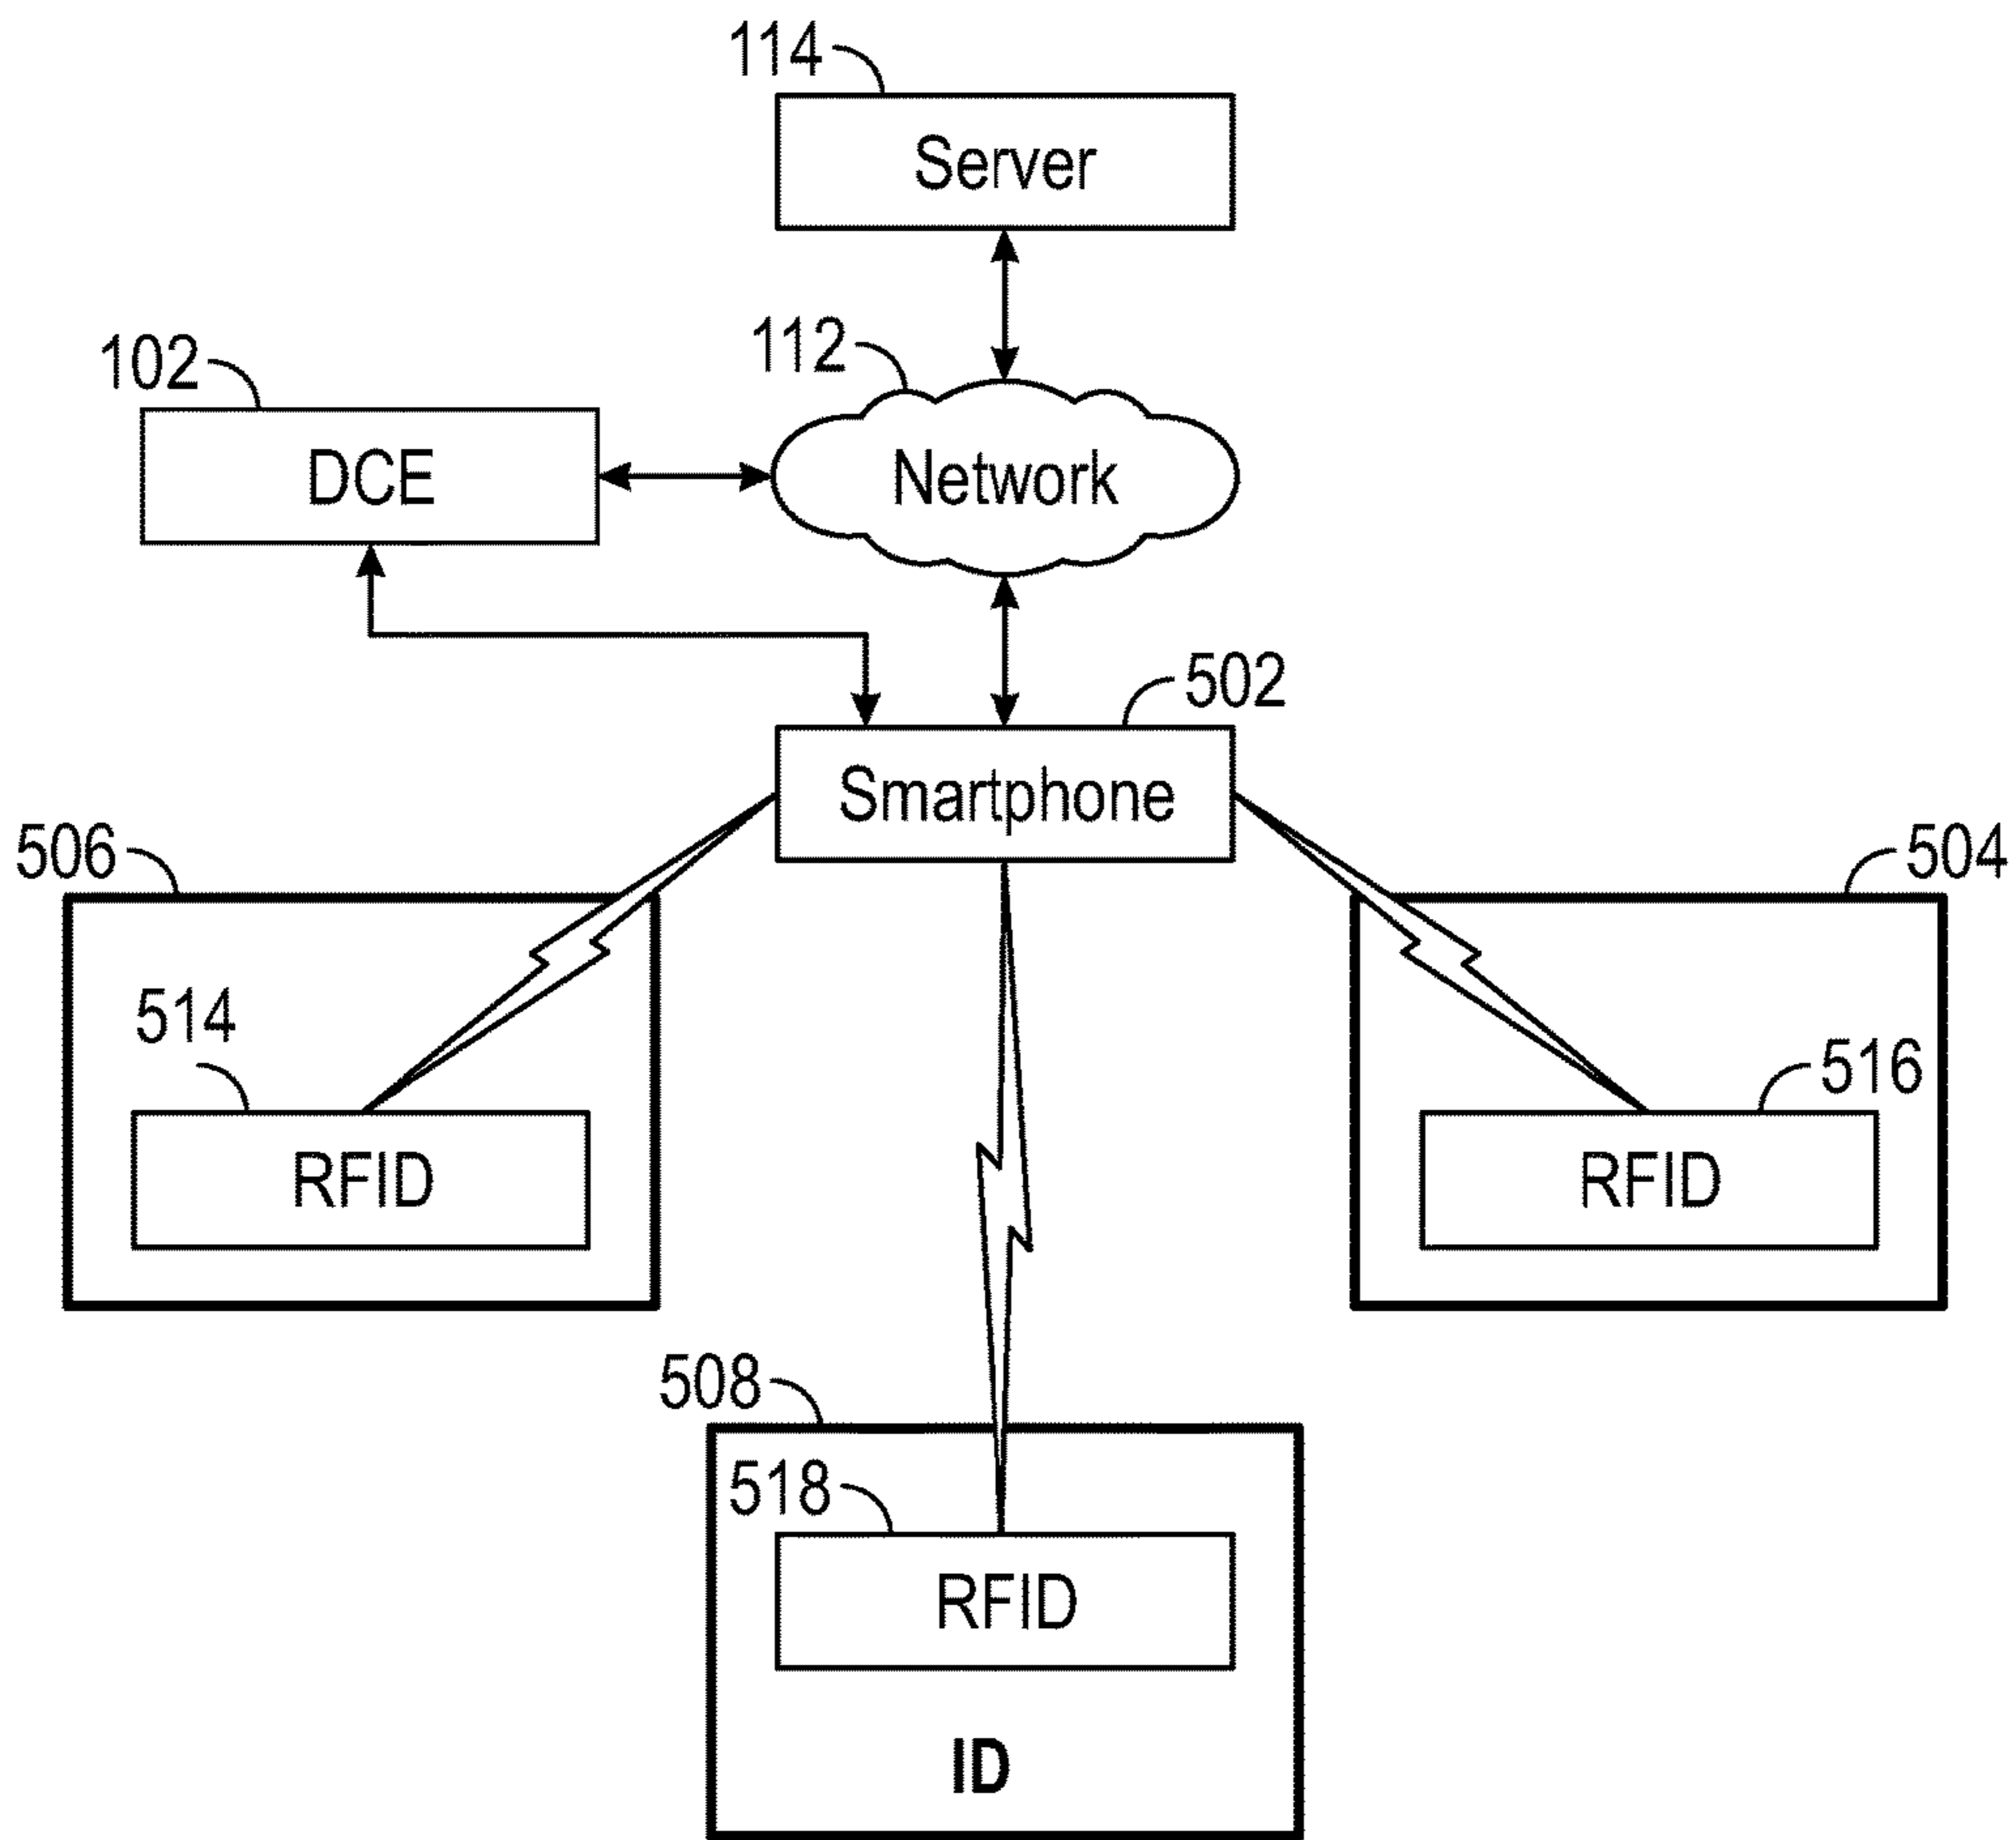 114
Server
112
102
DCE
Network
502
Smartphone
506
504
514
516
RFID
RFID
508
518
RFID
ID